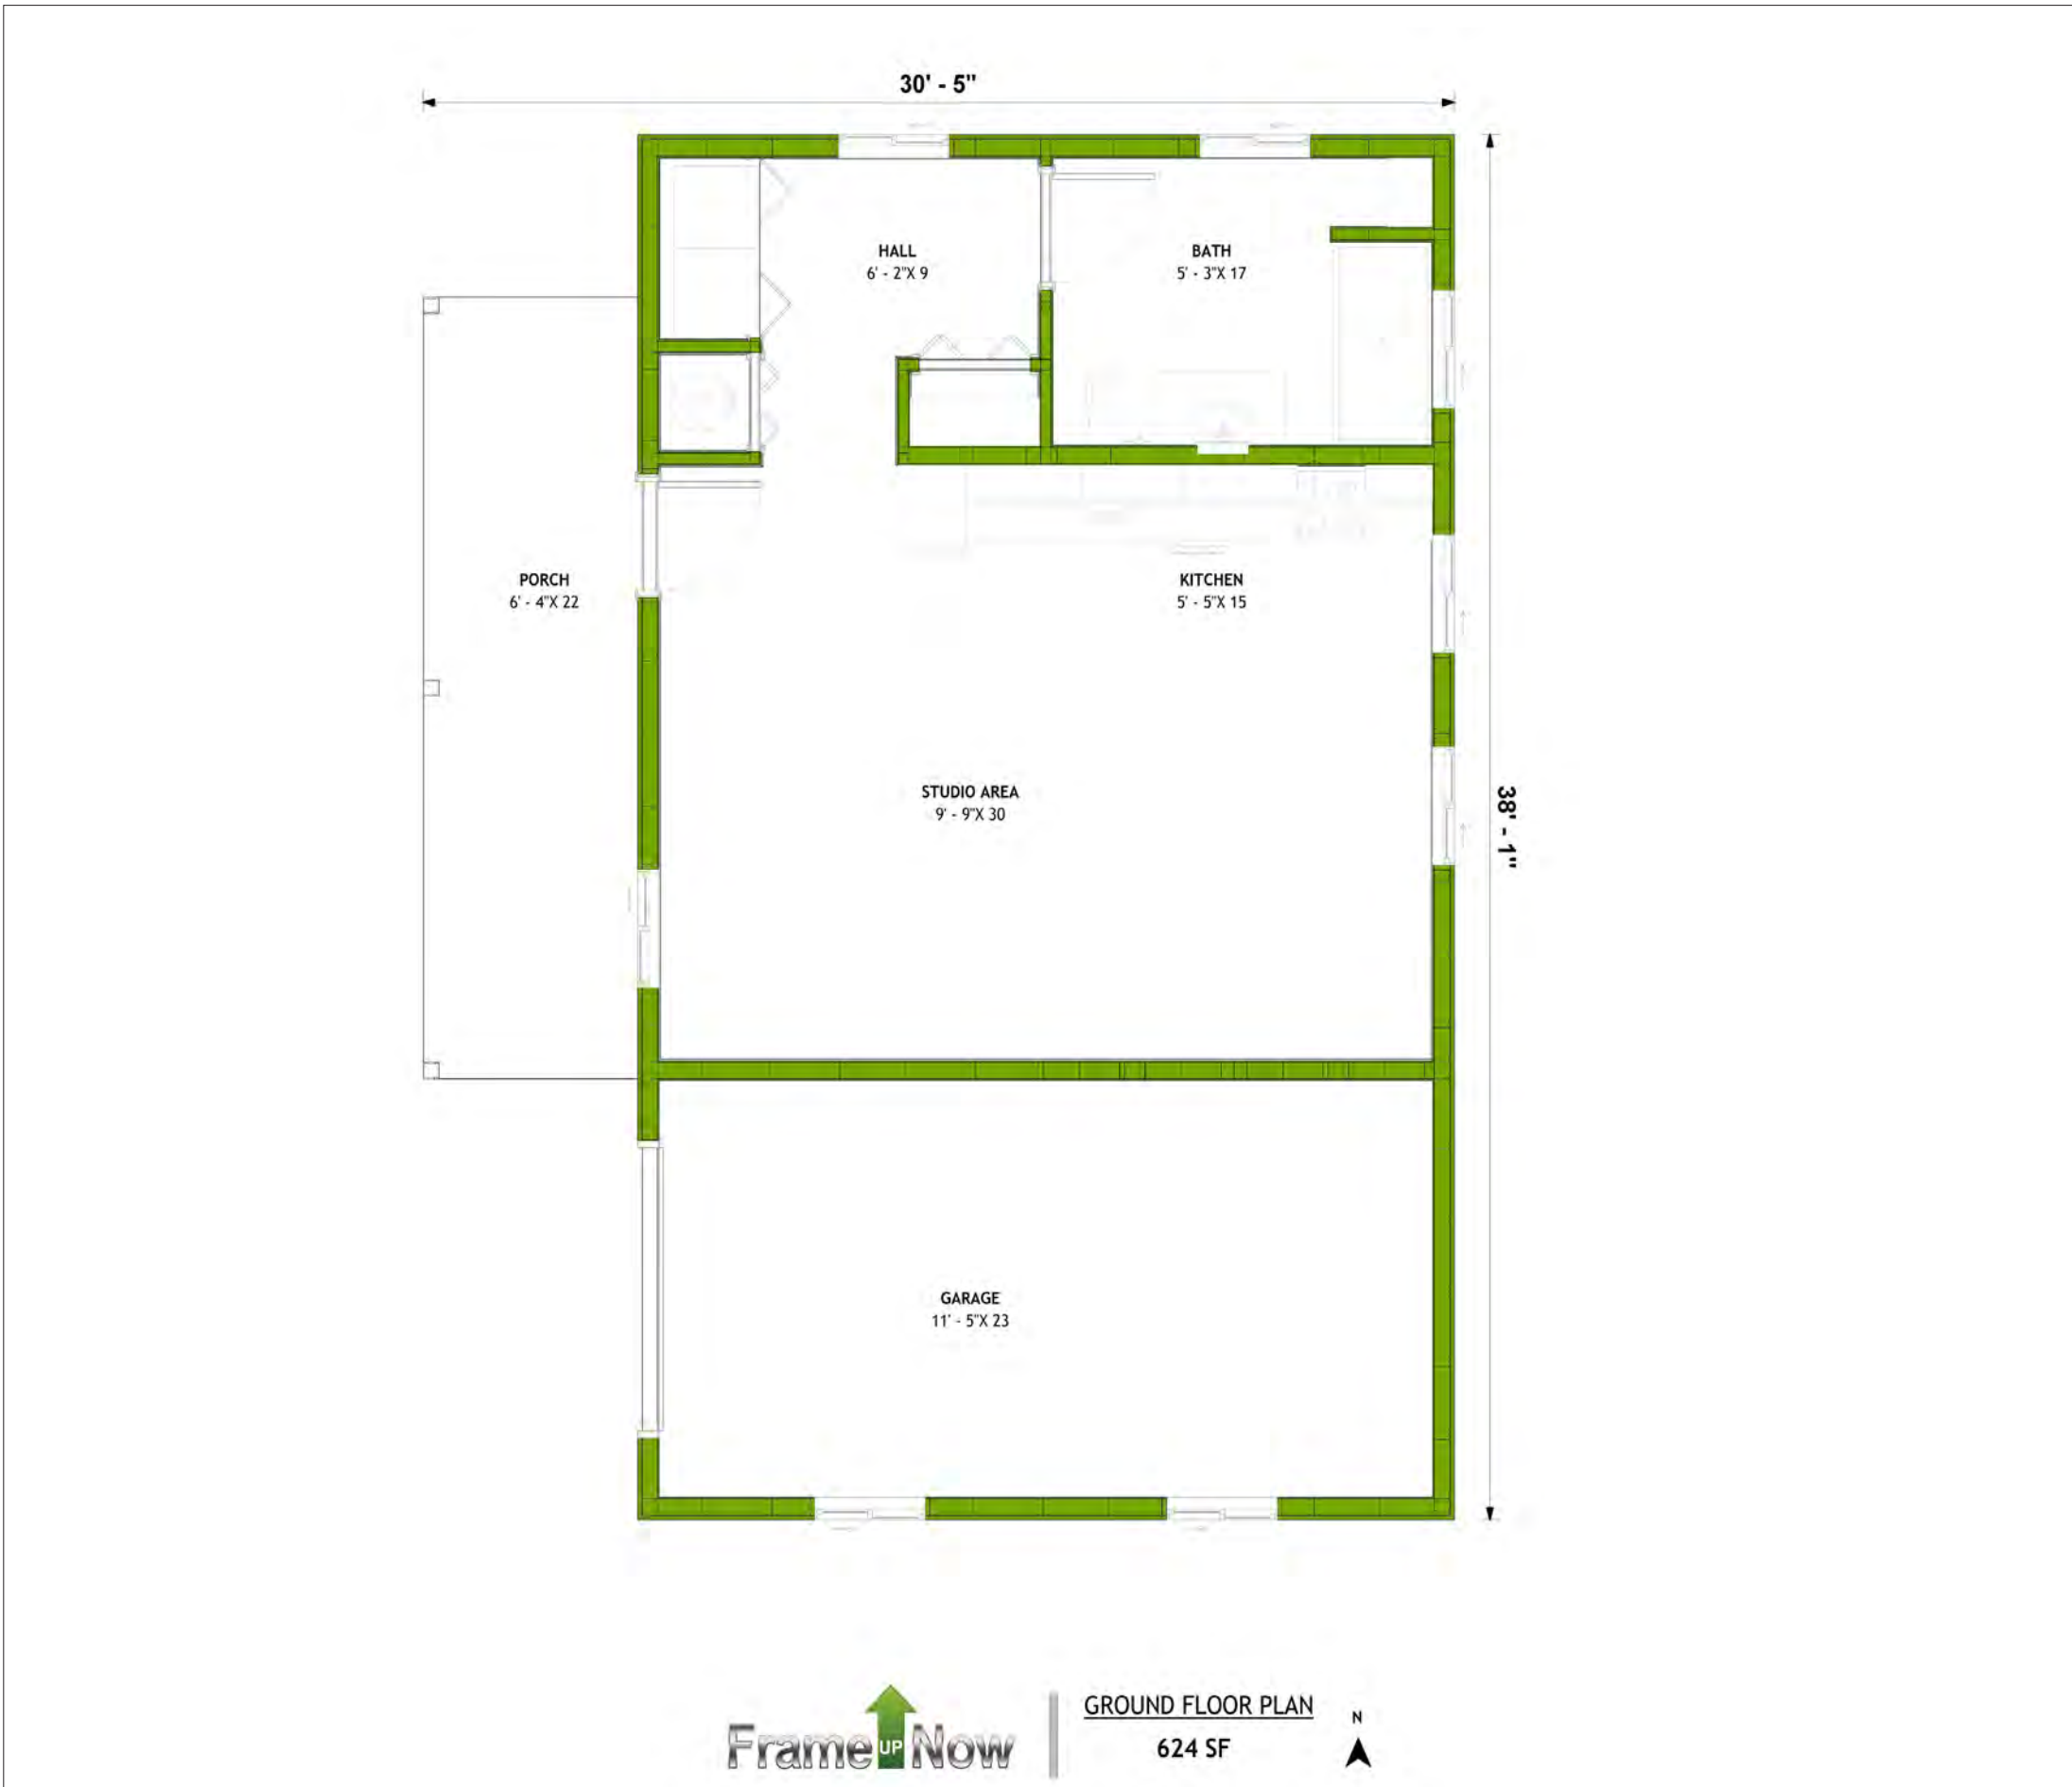 30' - 5"
HALL
6' - 2"X 9
BATH
5' - 3"X 17
PORCH
6' - 4"X 22
KITCHEN
5' - 5"X 15
STUDIO AREA
9' - 9"X 30
38' - 1"
GARAGE
11' - 5"X 23
Frame UP Now
GROUND FLOOR PLAN
624 SF
N